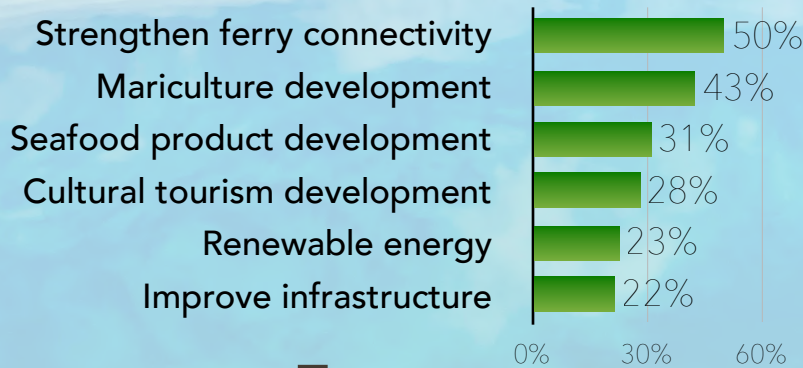 Strengthen ferry connectivity 50%
Mariculture development 43%
Seafood product development 31%
Cultural tourism development 28%
Renewable energy 23%
Improve infrastructure 22%
0% 30% 60%